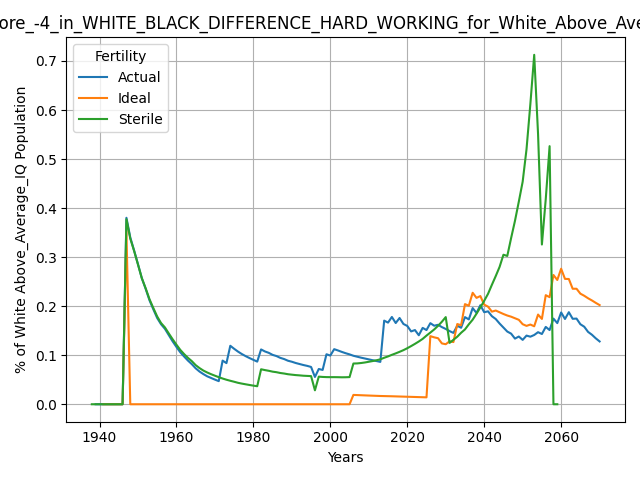 ore_-4_in_WHITE_BLACK_DIFFERENCE_HARD_WORKING_for_White_Above_Ave
Fertility
Actual
Ideal
Sterile
% of White Above_Average_IQ Population
0.7
0.6
0.5
0.4
0.3
0.2
0.1
0.0
1940 1960 1980 2000 2020 2040 2060
Years